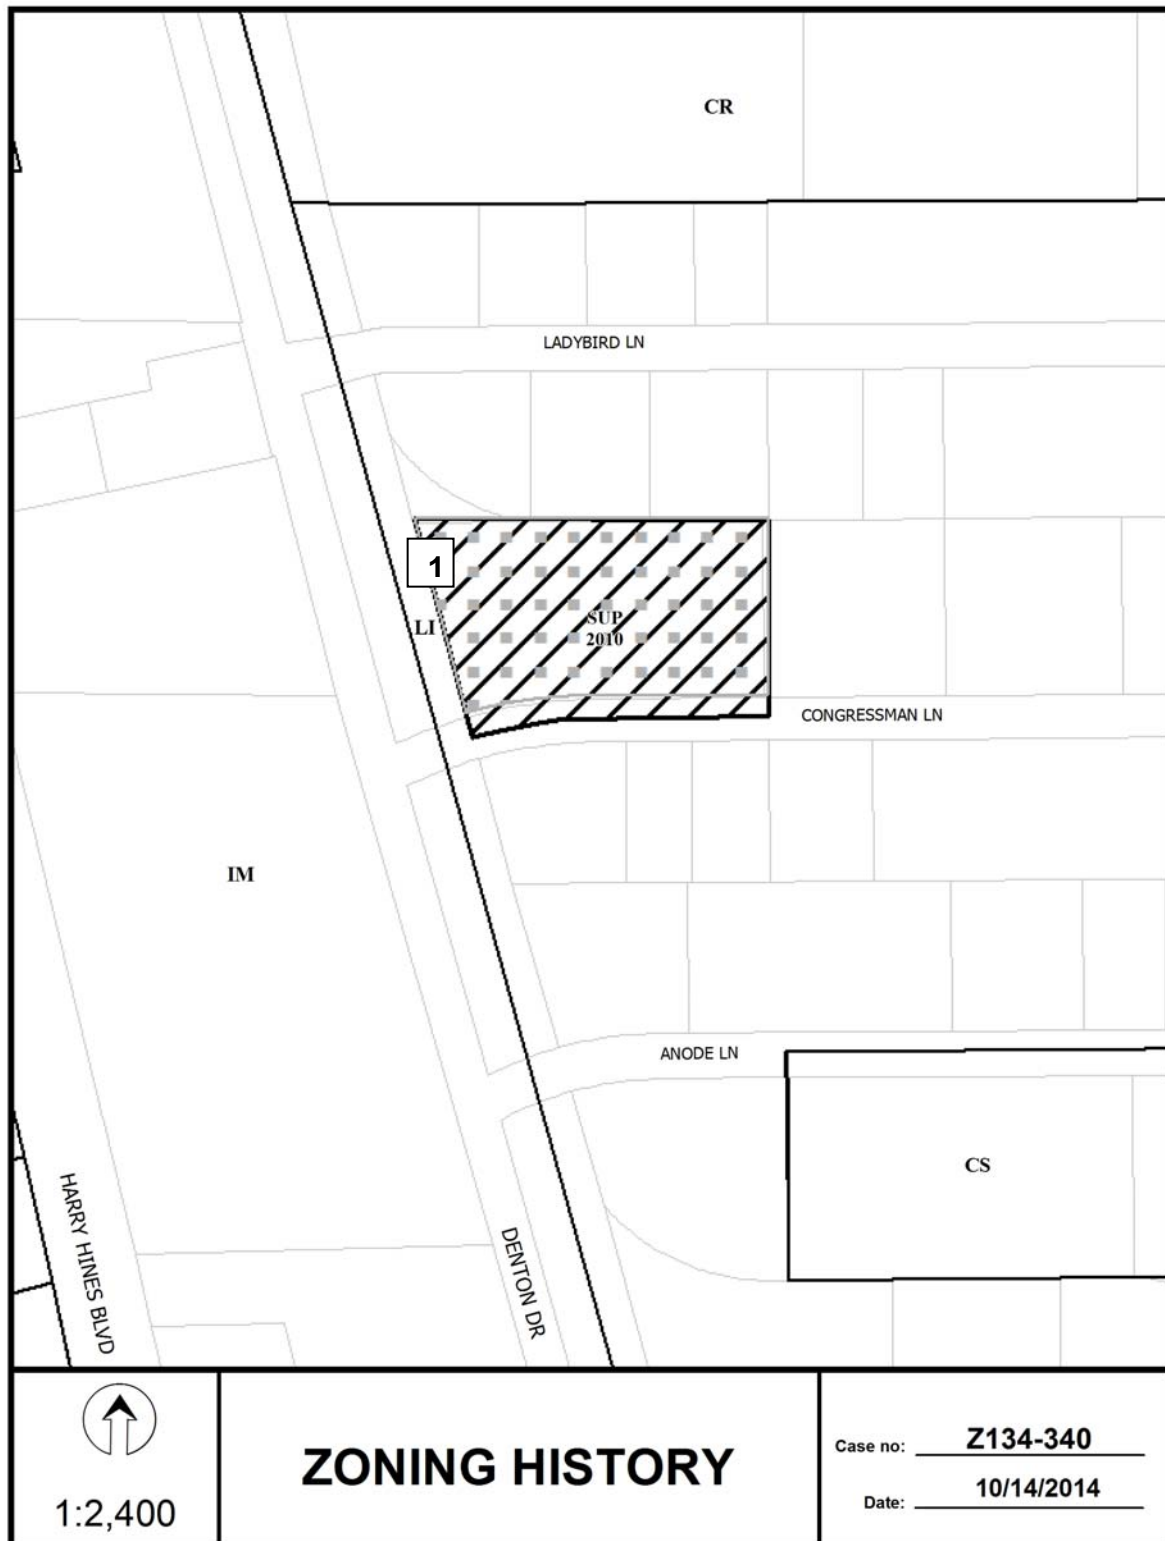 CR
LADYBIRD LN
1
LI
SUP
2010
CONGRESSMAN LN
IM
ANODE LN
CS
HARRY HINES BLVD
DENTON DR
1:2,400
ZONING HISTORY
Case no: Z134-340
Date: 10/14/2014